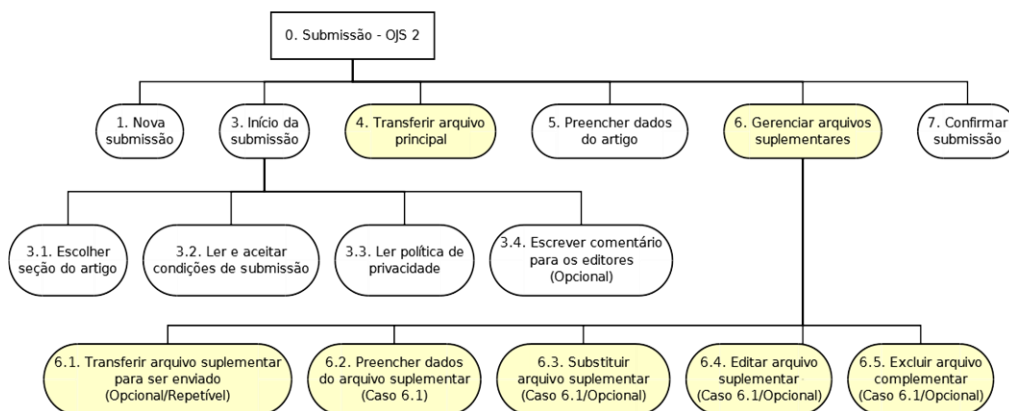 0. Submissão - OJS 2
1. Nova
submissão
3. Início da
submissão
4. Transferir arquivo
principal
5. Preencher dados
do artigo
6. Gerenciar arquivos
suplementares
7. Confirmar
submissão
3.1. Escolher
seção do artigo
3.2. Ler e aceitar
condições de submissão
3.3. Ler política de
privacidade
3.4. Escrever comentário
para os editores
(Opcional)
6.1. Transferir arquivo suplementar
para ser enviado
(Opcional/Repetível)
6.2. Preencher dados
do arquivo suplementar
(Caso 6.1)
6.3. Substituir
arquivo suplementar
(Caso 6.1/Opcional)
6.4. Editar arquivo
suplementar
(Caso 6.1/Opcional)
6.5. Excluir arquivo
complementar
(Caso 6.1/Opcional)